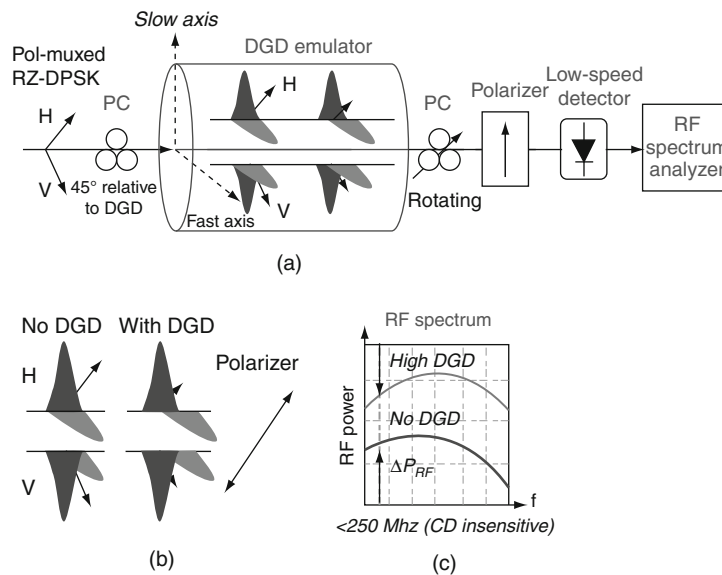 Slow axis
DGD emulator
Pol-muxed
RZ-DPSK
H
V
PC
45° relative
to DGD
H
V
Fast axis
PC
Rotating
Polarizer
Low-speed
detector
RF
spectrum
analyzer
(a)
No DGD
With DGD
H
V
Polarizer
(b)
RF spectrum
RF power
High DGD
No DGD
ΔPRF
f
<250 Mhz (CD insensitive)
(c)